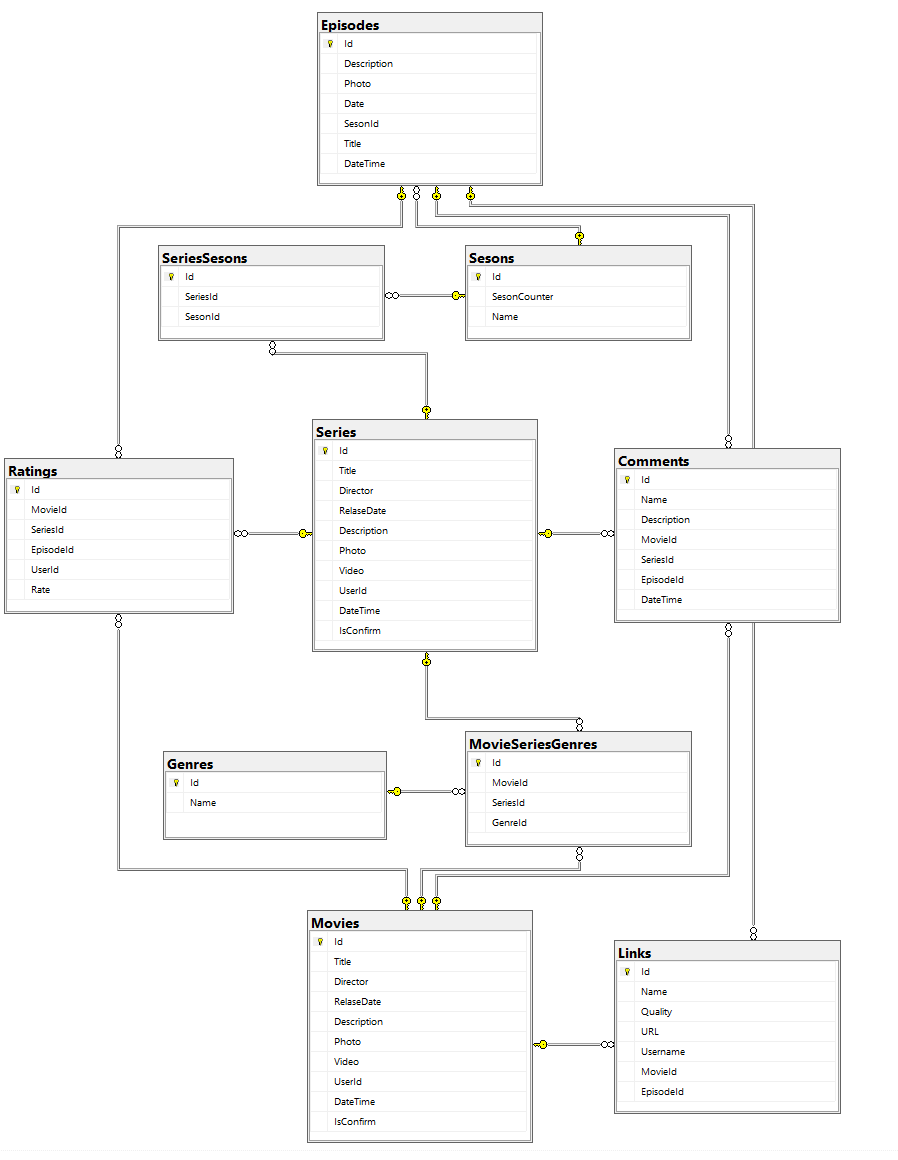 Episodes
Id
Description
Photo
Date
SesonId
Title
DateTime
SeriesSesons
Id
SeriesId
SesonId
Sesons
Id
SesonCounter
Name
Series
Id
Title
Director
RelaseDate
Description
Photo
Video
UserId
DateTime
IsConfirm
Ratings
Id
MovieId
SeriesId
EpisodeId
UserId
Rate
Comments
Id
Name
Description
MovieId
SeriesId
EpisodeId
DateTime
Genres
Id
Name
MovieSeriesGenres
Id
MovieId
SeriesId
GenreId
Movies
Id
Title
Director
RelaseDate
Description
Photo
Video
UserId
DateTime
IsConfirm
Links
Id
Name
Quality
URL
Username
MovieId
EpisodeId